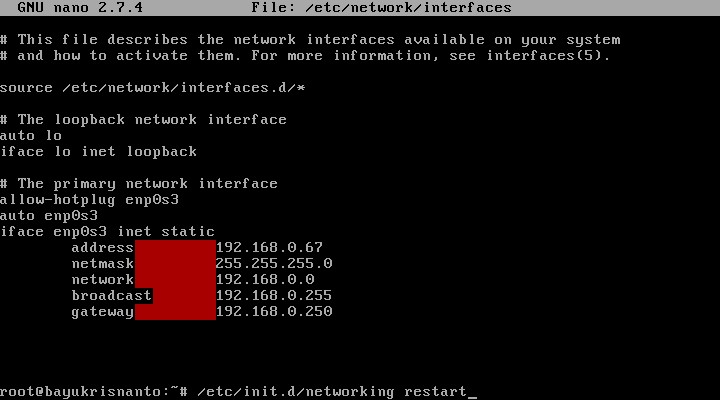 GNU nano 2.7.4 File: /etc/network/interfaces
# This file describes the network interfaces available on your system
# and how to activate them. For more information, see interfaces(5).
source /etc/network/interfaces.d/*
# The loopback network interface
auto lo
iface lo inet loopback
# The primary network interface
allow-hotplug enp0s3
auto enp0s3
iface enp0s3 inet static
address 192.168.0.67
netmask 255.255.255.0
network 192.168.0.0
broadcast 192.168.0.255
gateway 192.168.0.250
root@bayukrisnanto:~# /etc/init.d/networking restart_